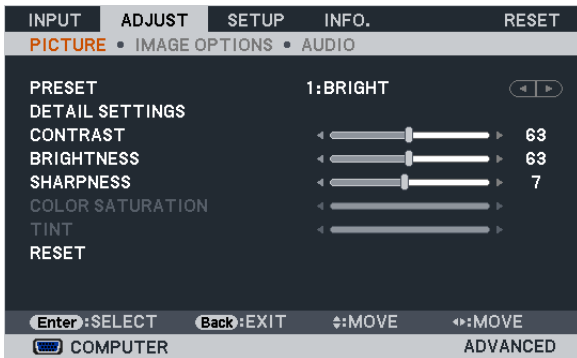 INPUT ADJUST SETUP INFO. RESET
PICTURE • IMAGE OPTIONS • AUDIO
PRESET 1:BRIGHT
DETAIL SETTINGS
CONTRAST 63
BRIGHTNESS 63
SHARPNESS 7
COLOR SATURATION
TINT
RESET
Enter:SELECT Back:EXIT :MOVE :MOVE
COMPUTER ADVANCED